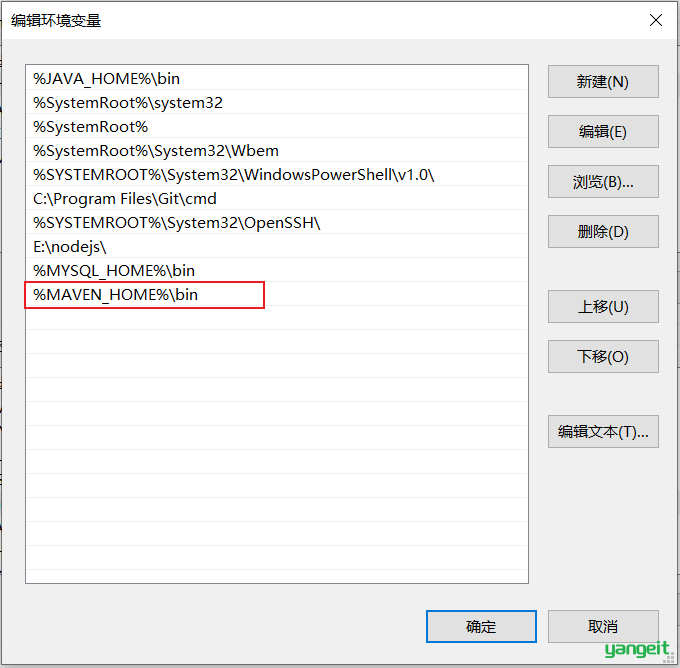 编辑环境变量
%JAVA_HOME%\bin
%SystemRoot%\system32
%SystemRoot%
%SystemRoot%\System32\Wbem
%SYSTEMROOT%\System32\WindowsPowerShell\v1.0\
C:\Program Files\Git\cmd
%SYSTEMROOT%\System32\OpenSSH\
E:\nodejs\
%MYSQL_HOME%\bin
%MAVEN_HOME%\bin
新建(N)
编辑(E)
浏览(B)...
删除(D)
上移(U)
下移(O)
编辑文本(T)...
确定
取消
yangeit